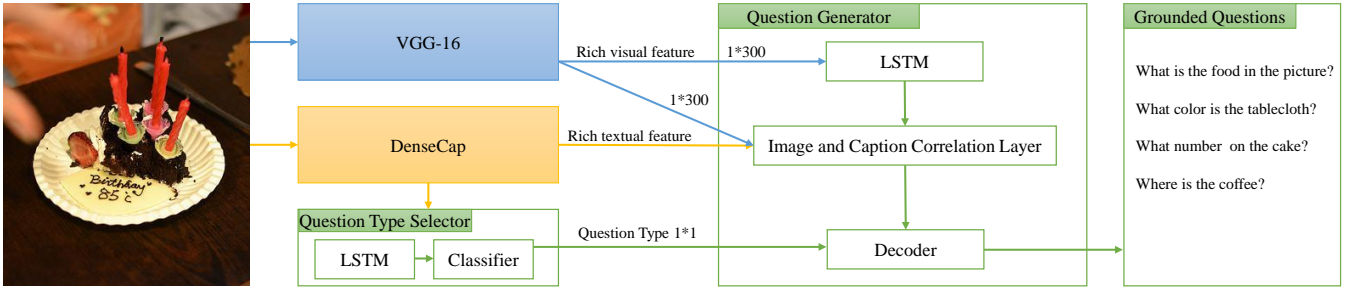 Birthday
85℃
VGG-16
DenseCap
Question Type Selector
LSTM
Classifier
Rich visual feature
1*300
1*300
Rich textual feature
Question Type 1*1
Question Generator
LSTM
Image and Caption Correlation Layer
Decoder
Grounded Questions
What is the food in the picture?
What color is the tablecloth?
What number on the cake?
Where is the coffee?